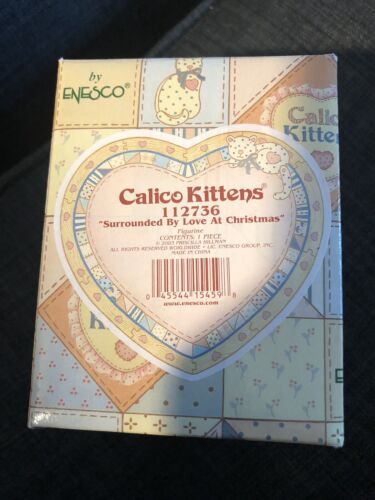 by
ENESCO®
Calico
Kittens
Calico Kittens®
112736
"Surrounded By Love At Christmas"
Figurine
CONTENTS: 1 PIECE
© 2003 PRISCILLA HILLMAN
ALL RIGHTS RESERVED WORLDWIDE • LIC. ENESCO GROUP, INC.
MADE IN CHINA
0 45544 15459 8
www.enesco.com